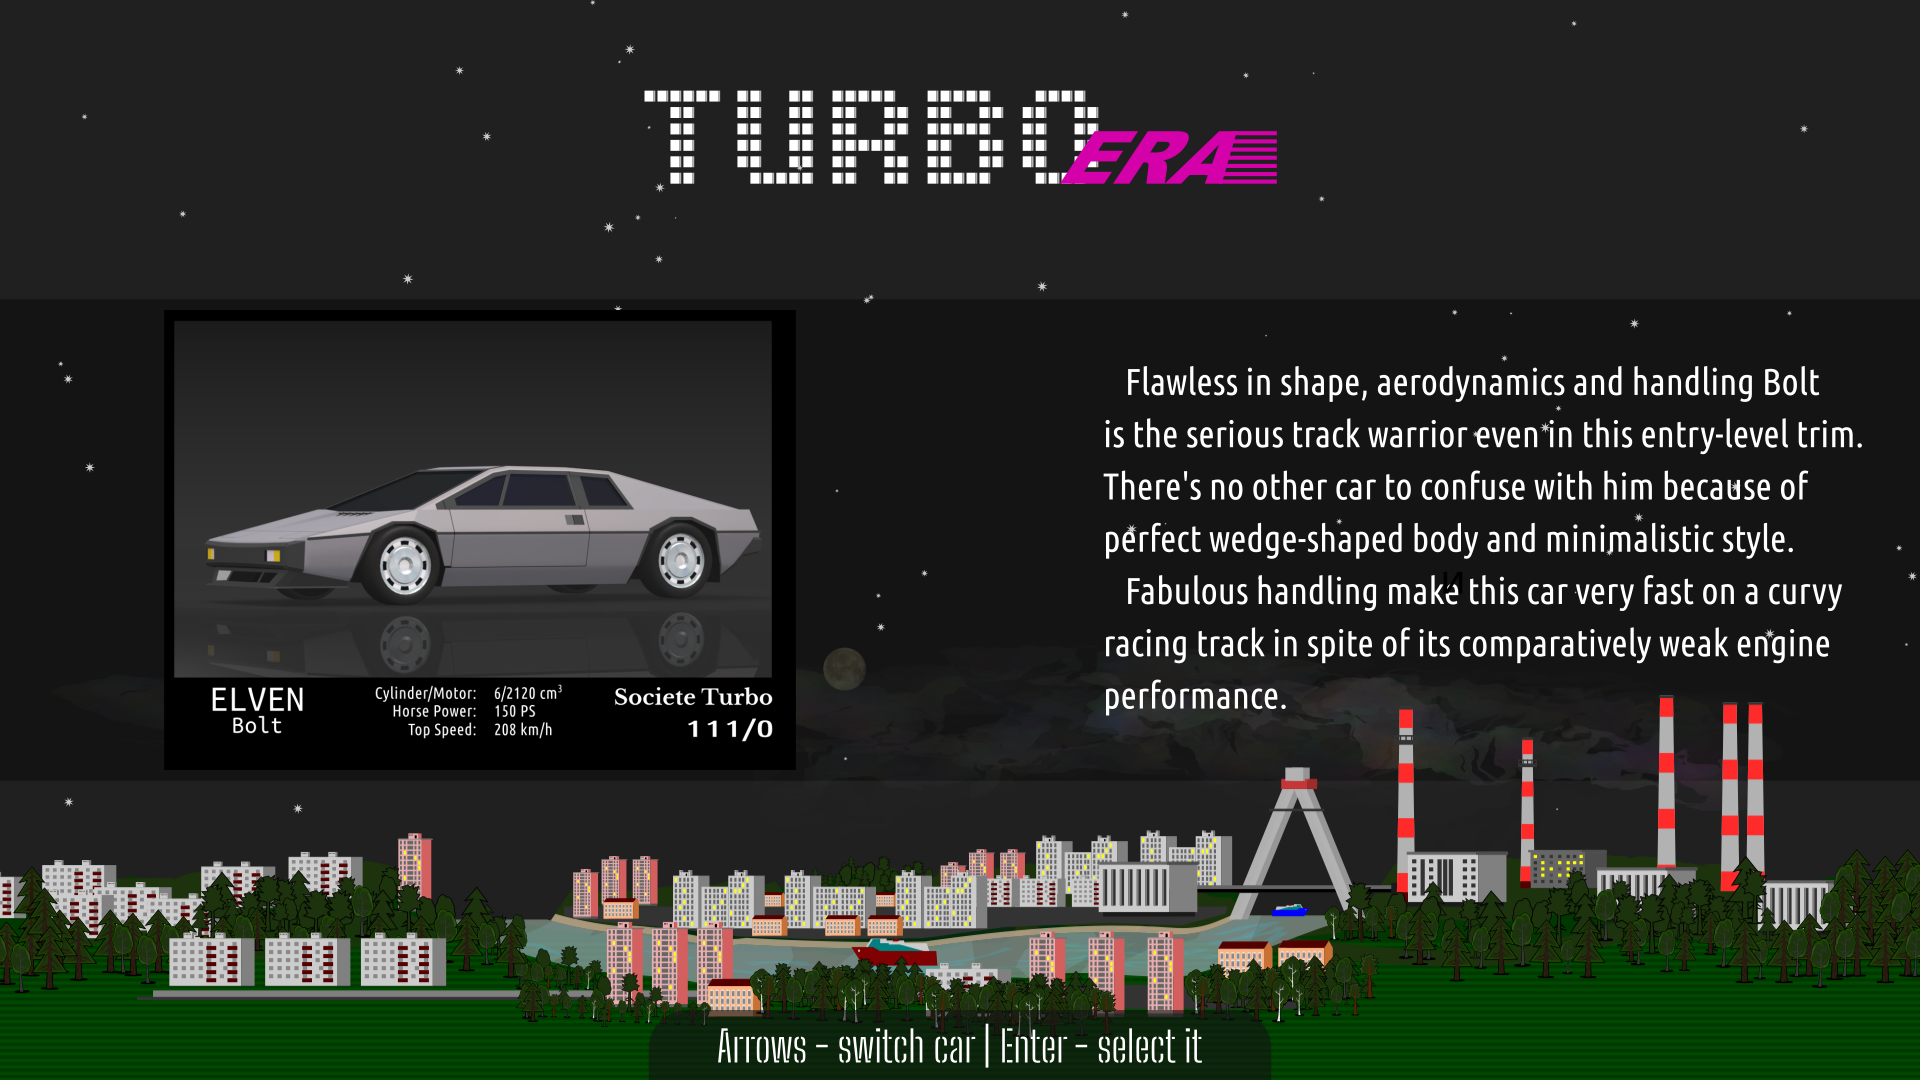 TURBO ERA
Flawless in shape, aerodynamics and handling Bolt
is the serious track warrior even in this entry-level trim.
There's no other car to confuse with him because of
perfect wedge-shaped body and minimalistic style.
Fabulous handling make this car very fast on a curvy
racing track in spite of its comparatively weak engine
performance.
ELVEN
Bolt
Cylinder/Motor: 6/2120 cm³
Horse Power: 150 PS
Top Speed: 208 km/h
Societe Turbo
111/0
Arrows - switch car | Enter - select it